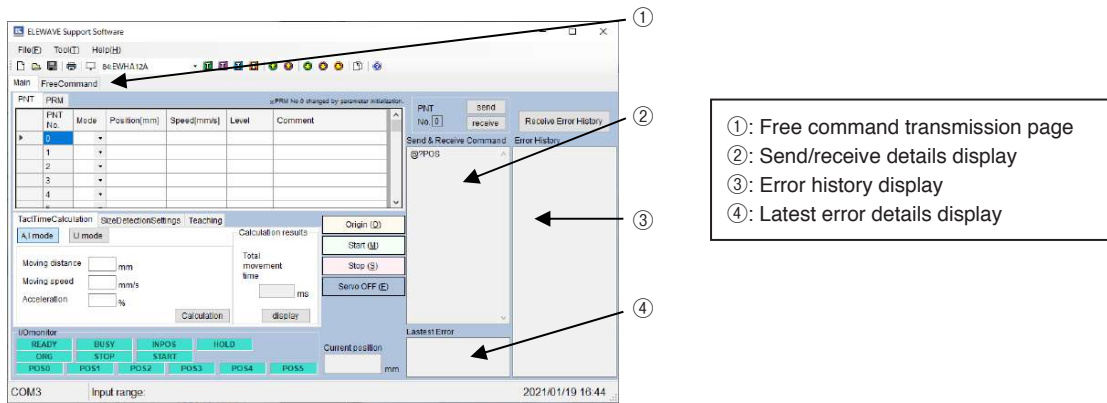 ①
ELEWAVE Support Software
File(F) Tool(T) Help(H)
84:EWHA12A
Main FreeCommand
PNT PRM
※PRM No.0 changed by parameter initialization.
PNT No. Mode Position[mm] Speed[mm/s] Level Comment
0
1
2
3
4
PNT No. 0 send
receive
Receive Error History
②
Send & Receive Command Error History
@?POS
①: Free command transmission page
②: Send/receive details display
③: Error history display
④: Latest error details display
③
TactTimeCalculation SizeDetectionSettings Teaching
A,I mode U mode
Calculation results
Moving distance mm
Moving speed mm/s
Acceleration %
Calculation
Total movement time
ms
display
Origin (O)
Start (M)
Stop (S)
Servo OFF (E)
④
I/Omonitor
READY BUSY INPOS HOLD
ORG STOP START
POS0 POS1 POS2 POS3 POS4 POS5
Current position
mm
Lastest Error
COM3 Input range: 2021/01/19 16:44